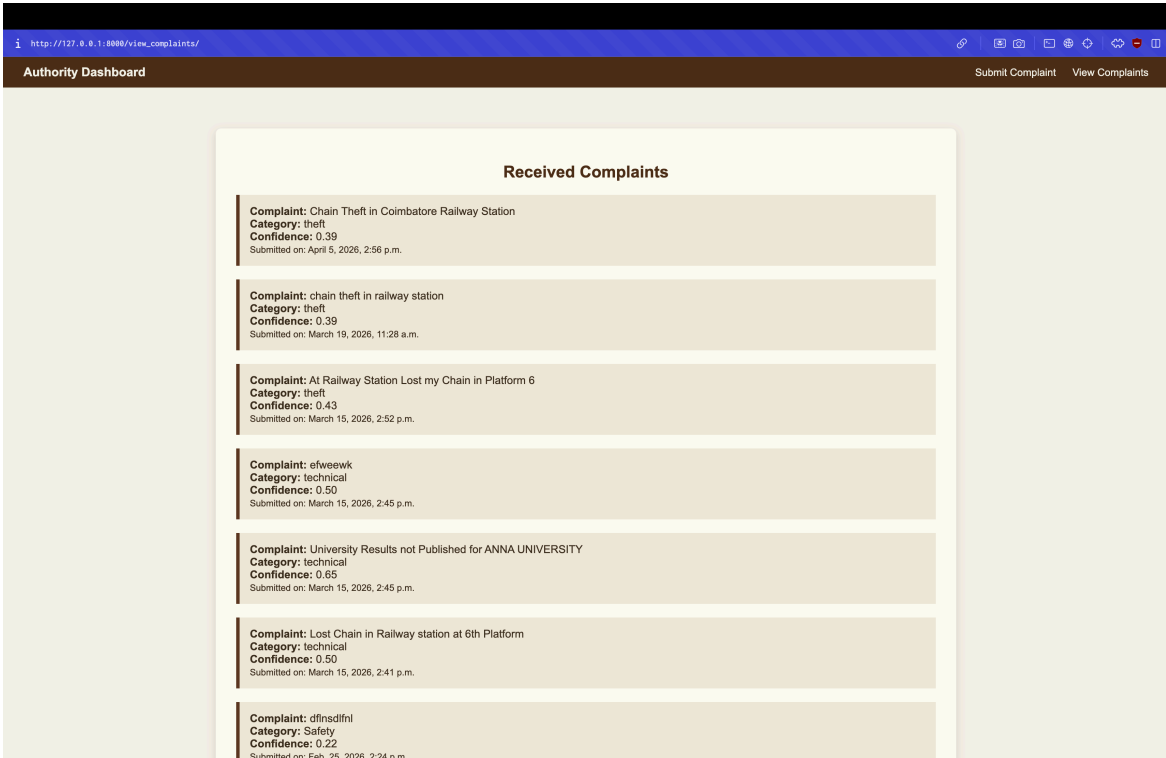 http://127.0.0.1:8000/view_complaints/
Authority Dashboard
Submit Complaint
View Complaints
Received Complaints
Complaint: Chain Theft in Coimbatore Railway Station
Category: theft
Confidence: 0.39
Submitted on: April 5, 2026, 2:56 p.m.
Complaint: chain theft in railway station
Category: theft
Confidence: 0.39
Submitted on: March 19, 2026, 11:28 a.m.
Complaint: At Railway Station Lost my Chain in Platform 6
Category: theft
Confidence: 0.43
Submitted on: March 15, 2026, 2:52 p.m.
Complaint: efweewk
Category: technical
Confidence: 0.50
Submitted on: March 15, 2026, 2:45 p.m.
Complaint: University Results not Published for ANNA UNIVERSITY
Category: technical
Confidence: 0.65
Submitted on: March 15, 2026, 2:45 p.m.
Complaint: Lost Chain in Railway station at 6th Platform
Category: technical
Confidence: 0.50
Submitted on: March 15, 2026, 2:41 p.m.
Complaint: dflnsdlfnl
Category: Safety
Confidence: 0.22
Submitted on: Feb. 25, 2026, 2:24 p.m.